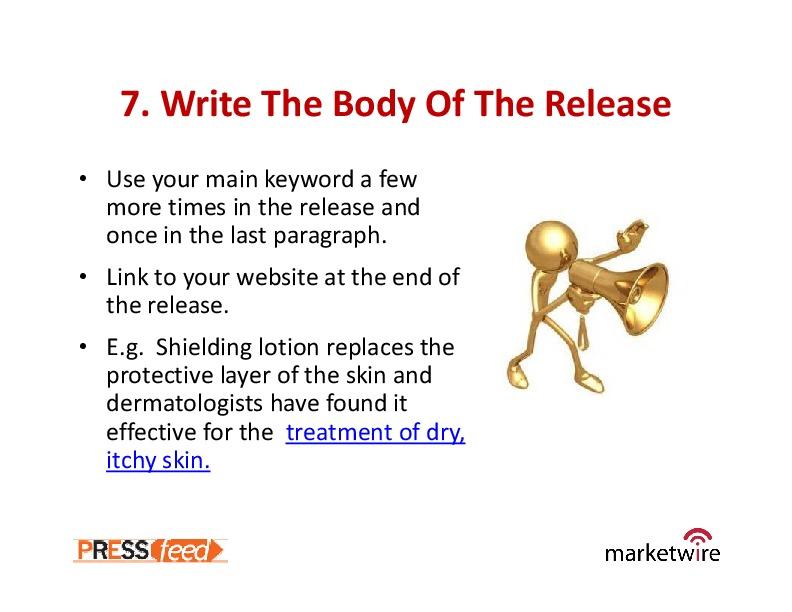 7. Write The Body Of The Release
• Use your main keyword a few
more times in the release and
once in the last paragraph.
• Link to your website at the end of
the release.
• E.g.  Shielding lotion replaces the
protective layer of the skin and
dermatologists have found it
effective for the  treatment of dry,
itchy skin.
PRESSfeed
marketwire